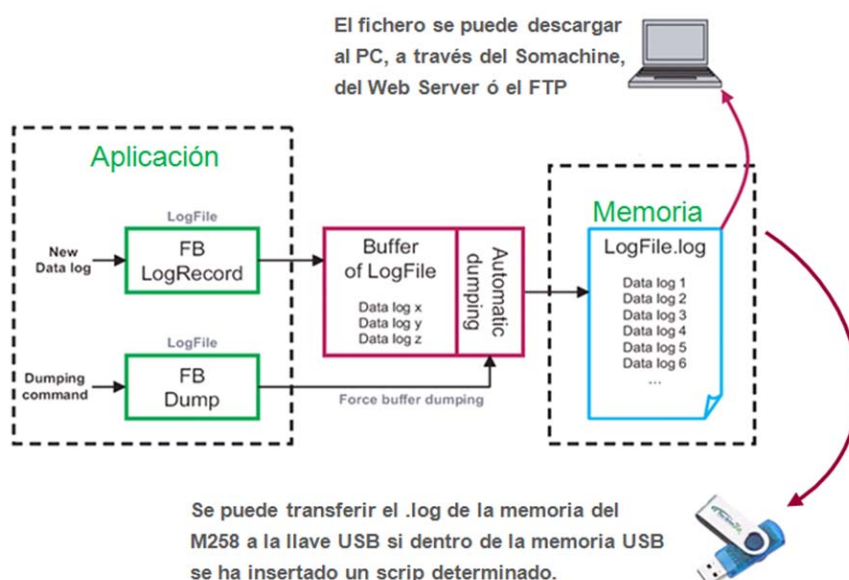 El fichero se puede descargar
al PC, a través del Somachine,
del Web Server ó el FTP
Aplicación
LogFile
New
Data log
FB
LogRecord
Buffer
of LogFile
Data log x
Data log y
Data log z
Automatic
dumping
Memoria
LogFile.log
Data log 1
Data log 2
Data log 3
Data log 4
Data log 5
Data log 6
...
LogFile
Dumping
command
FB
Dump
Force buffer dumping
Se puede transferir el .log de la memoria del
M258 a la llave USB si dentro de la memoria USB
se ha insertado un scrip determinado.